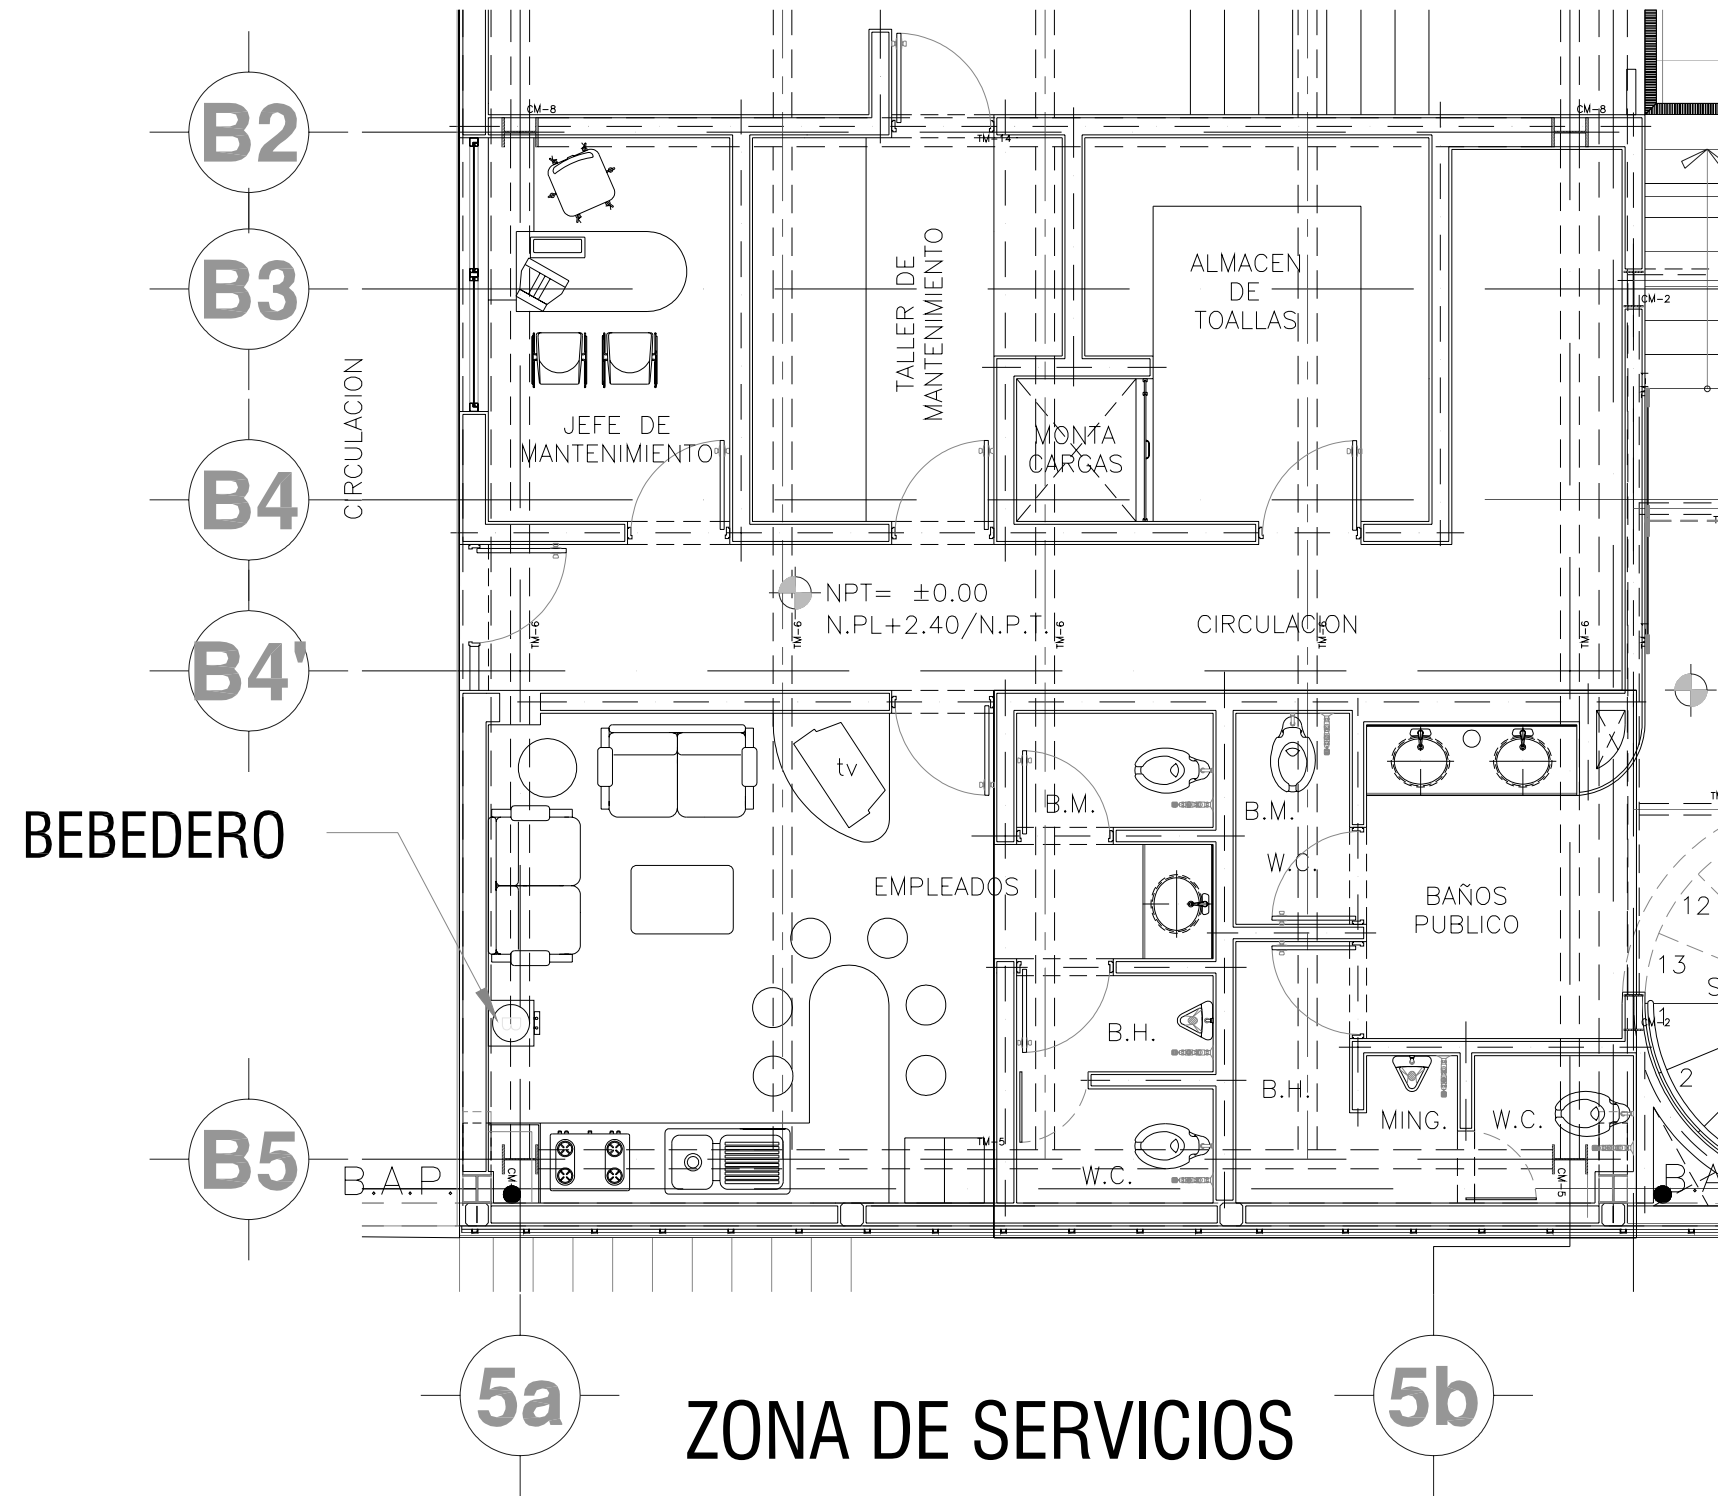 CM-8
CM-8
B2
TM-14
B3
TALLER DE
MANTENIMIENTO
ALMACEN
DE
TOALLAS
CM-2
CIRCULACION
JEFE DE
MANTENIMIENTO
MONTA
CARGAS
B4
NPT= ±0.00
N.PL+2.40/N.P.T.
CIRCULACION
TM-6
TM-6
TM-6
TM-6
TM-6
B4'
tv
B.M.
B.M.
BEBEDERO
W.C.
EMPLEADOS
BAÑOS
PUBLICO
12
13
S
1
CM-2
B.H.
2
B.H.
MING.
W.C.
B5
TM-5
B.A.P.
W.C.
CM-5
5a
5b
ZONA DE SERVICIOS